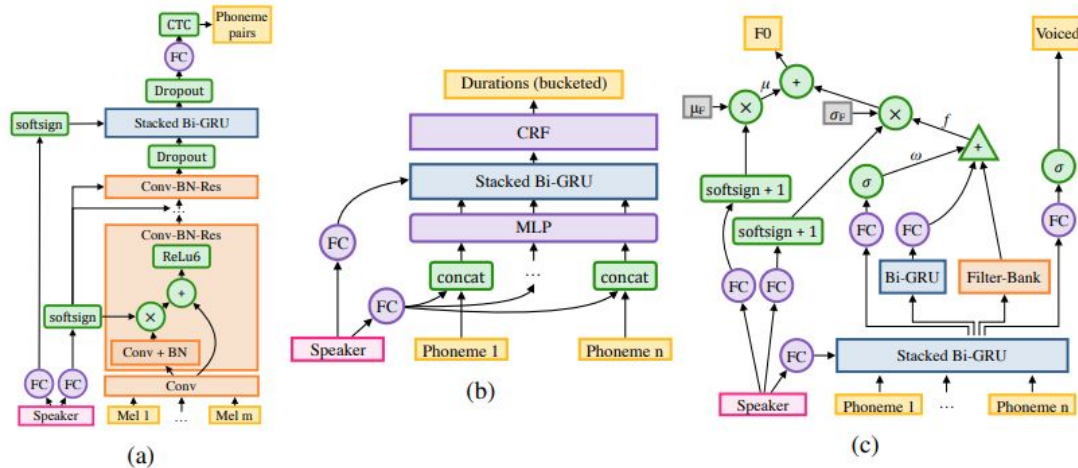 CTC
Phoneme
pairs
FC
Dropout
softsign
Stacked Bi-GRU
Dropout
Conv-BN-Res
...
Conv-BN-Res
ReLu6
+
softsign
×
Conv + BN
FC
FC
Conv
Speaker
Mel 1
...
Mel m
(a)
Durations (bucketed)
CRF
Stacked Bi-GRU
FC
MLP
concat
...
concat
FC
Speaker
Phoneme 1
Phoneme n
(b)
F0
Voiced
μ
+
μF
×
σF
×
f
+
ω
σ
σ
softsign + 1
softsign + 1
FC
FC
FC
Bi-GRU
Filter-Bank
FC
FC
FC
Stacked Bi-GRU
Speaker
Phoneme 1
...
Phoneme n
(c)